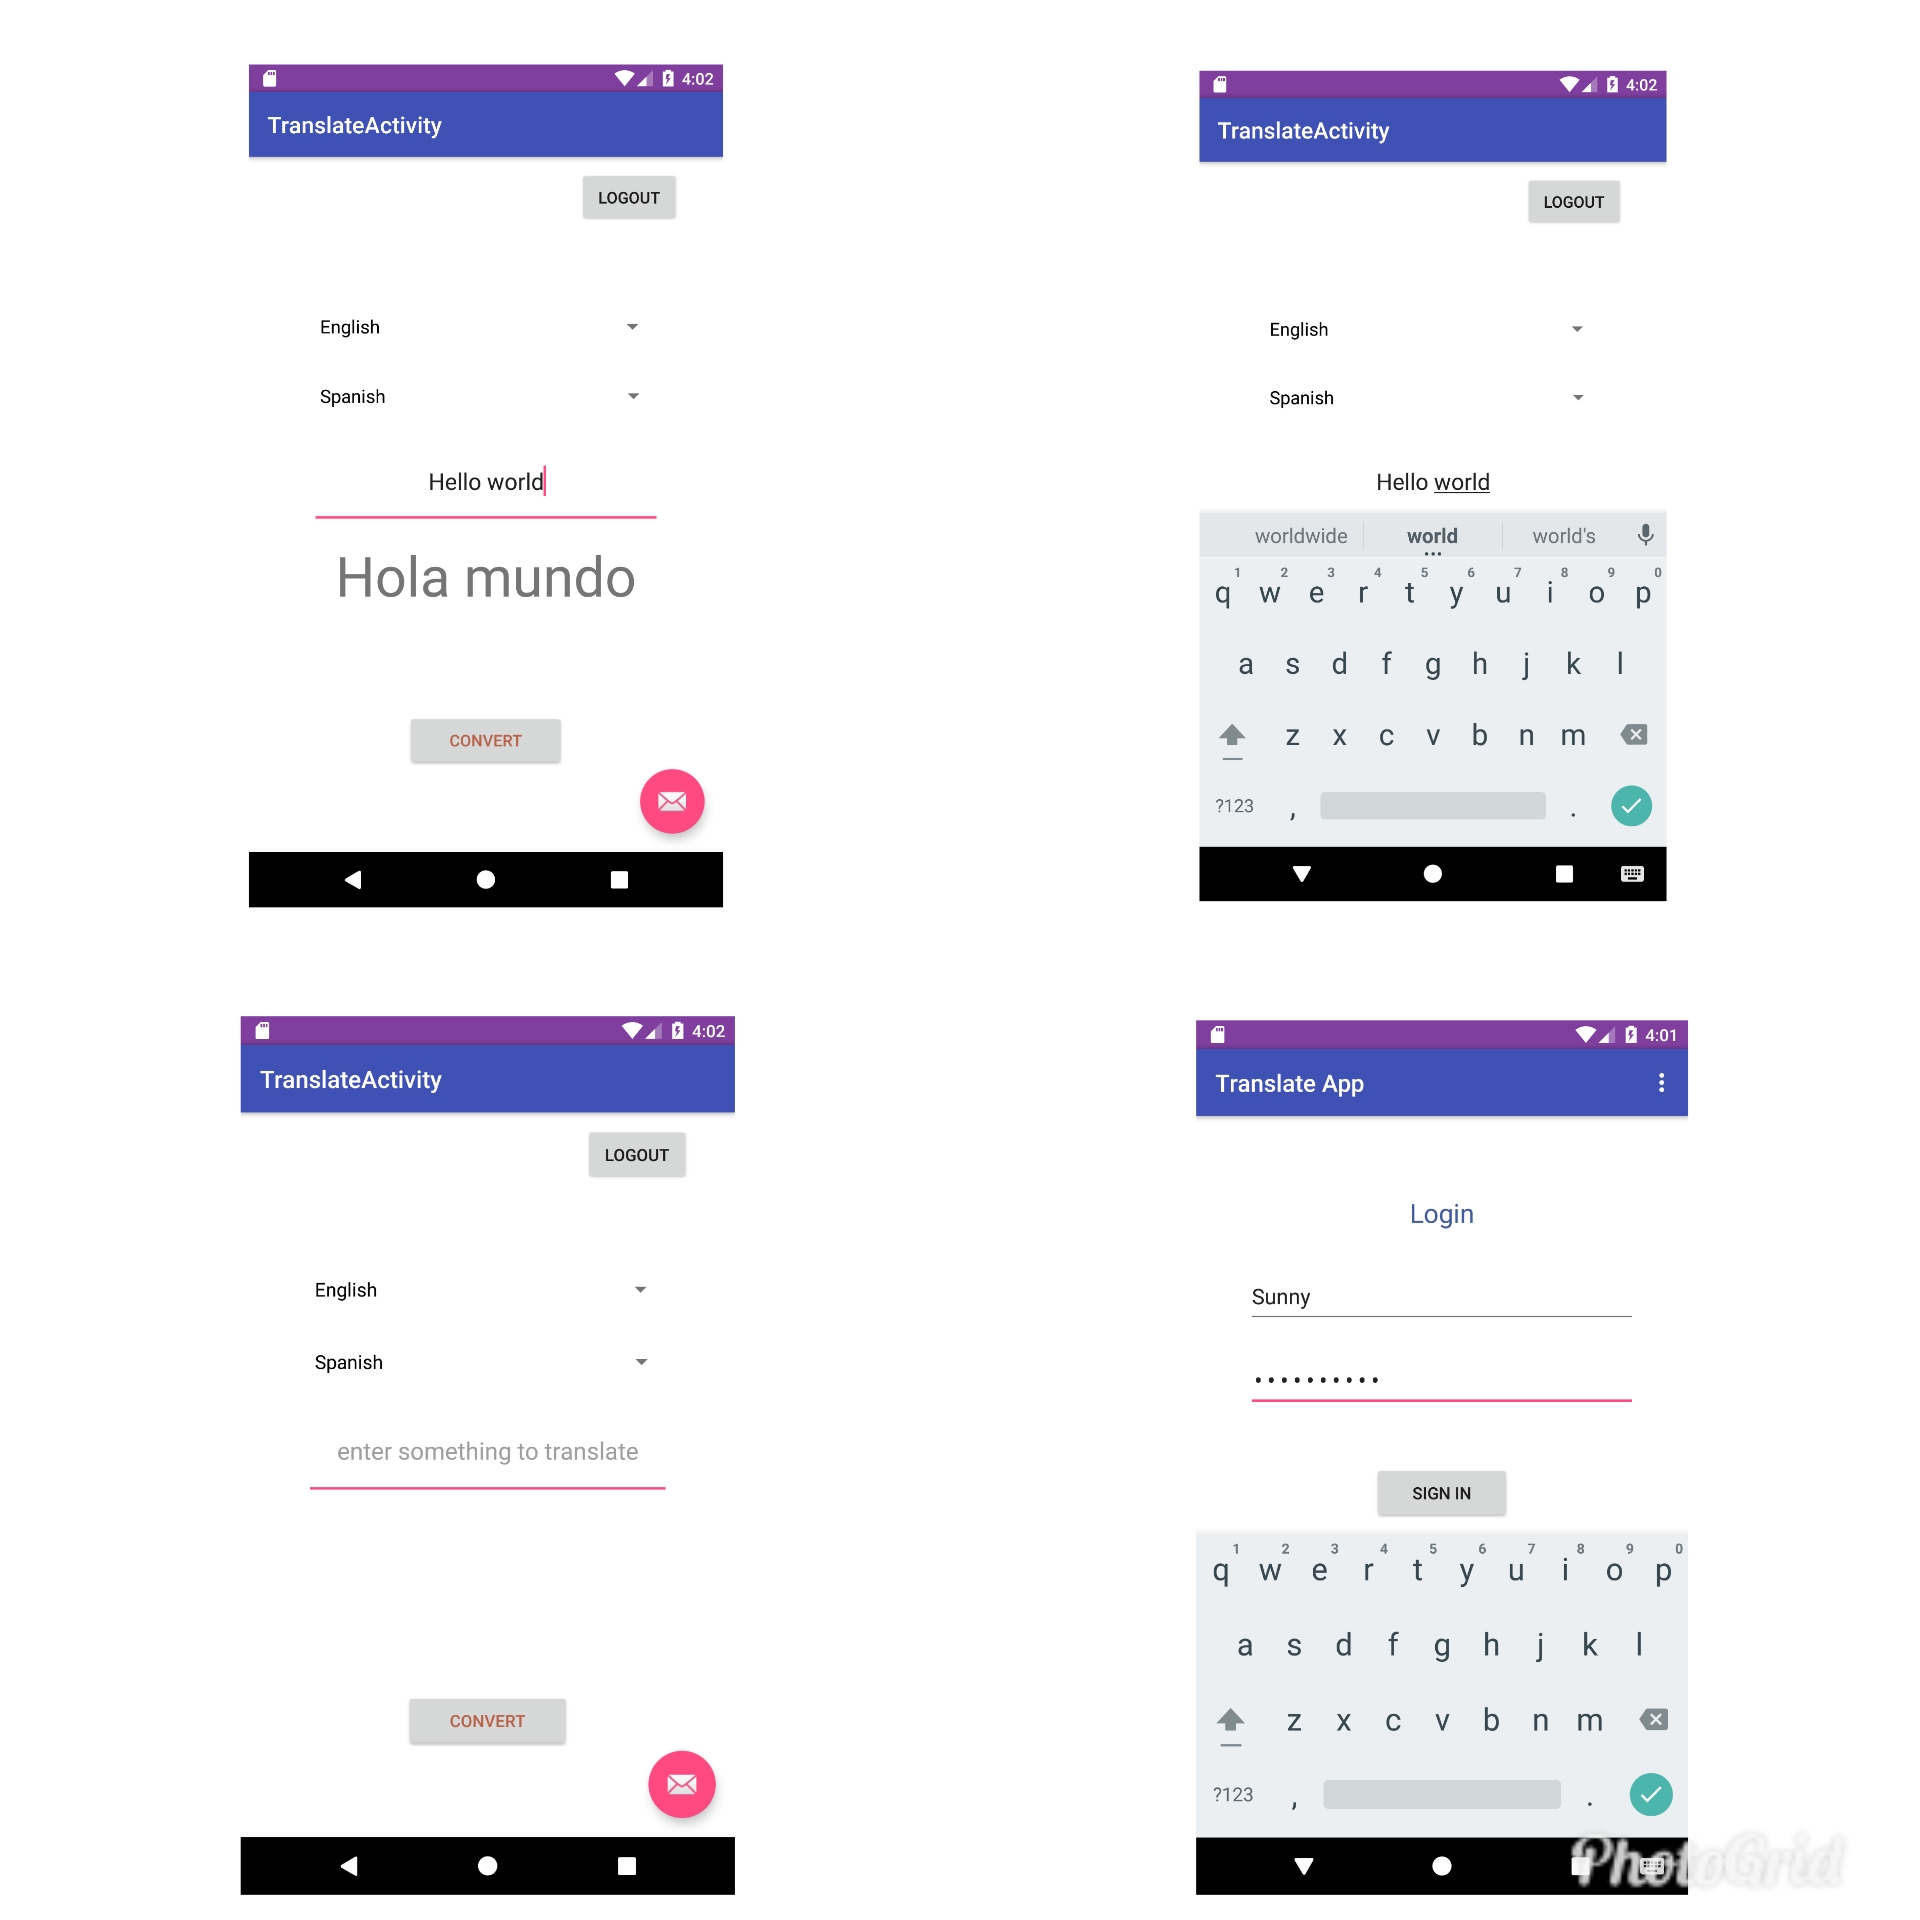 4:02
TranslateActivity
LOGOUT
English
Spanish
Hello world
Hola mundo
CONVERT
4:02
TranslateActivity
LOGOUT
English
Spanish
Hello world
worldwide world world's
1 2 3 4 5 6 7 8 9 0
q w e r t y u i o p
a s d f g h j k l
z x c v b n m
?123 , .
4:02
TranslateActivity
LOGOUT
English
Spanish
enter something to translate
CONVERT
4:01
Translate App
Login
Sunny
••••••••••
SIGN IN
1 2 3 4 5 6 7 8 9 0
q w e r t y u i o p
a s d f g h j k l
z x c v b n m
?123 , .
PhotoGrid